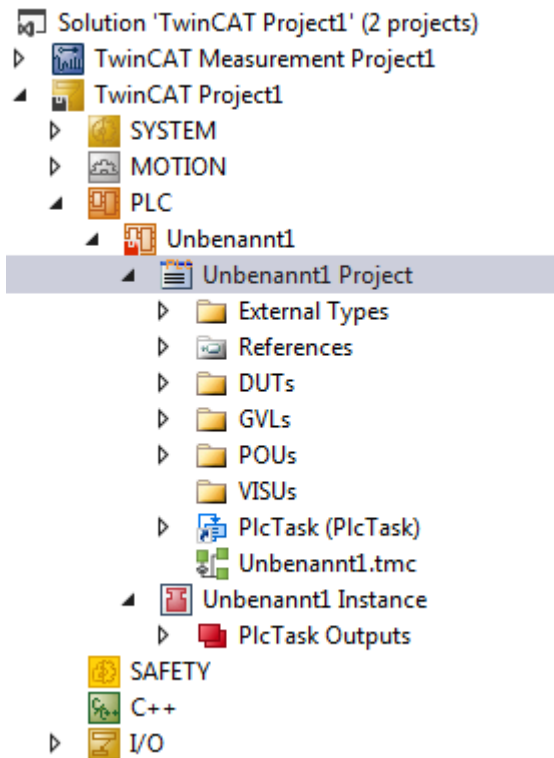 Solution 'TwinCAT Project1' (2 projects)
TwinCAT Measurement Project1
TwinCAT Project1
SYSTEM
MOTION
PLC
Unbenannt1
Unbenannt1 Project
External Types
References
DUTs
GVLs
POUs
VISUs
PlcTask (PlcTask)
Unbenannt1.tmc
Unbenannt1 Instance
PlcTask Outputs
SAFETY
C++
I/O